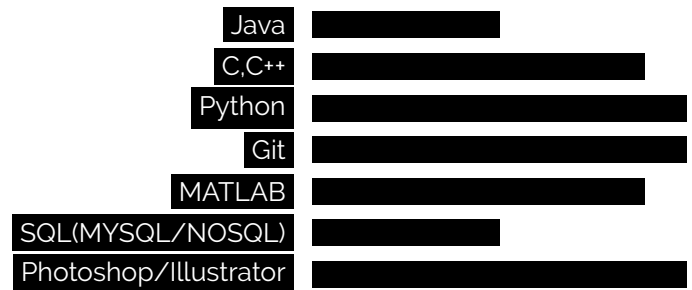 Java
C,C++
Python
Git
MATLAB
SQL(MYSQL/NOSQL)
Photoshop/Illustrator